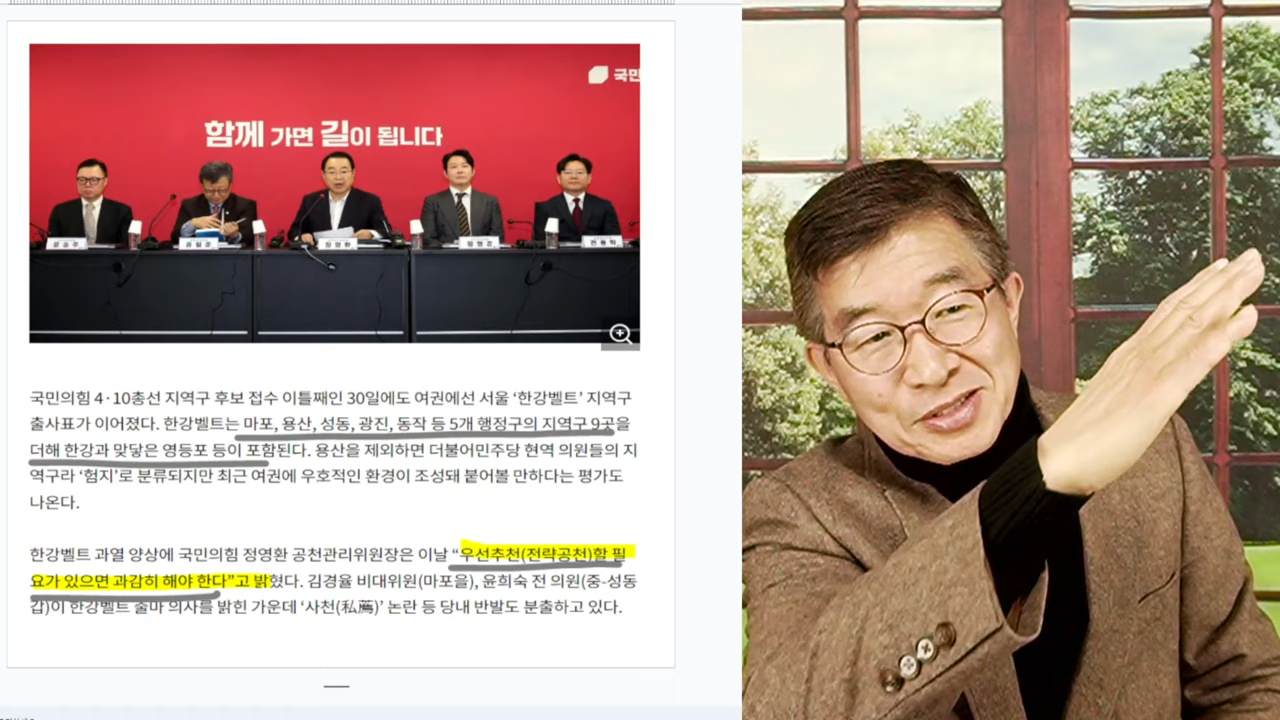 국민
함께 가면 길이 됩니다
정영환
국민의힘 4·10총선 지역구 후보 접수 이틀째인 30일에도 여권에선 서울 ‘한강벨트’ 지역구
출사표가 이어졌다. 한강벨트는 마포, 용산, 성동, 광진, 동작 등 5개 행정구의 지역구 9곳을
더해 한강과 맞닿은 영등포 등이 포함된다. 용산을 제외하면 더불어민주당 현역 의원들의 지
역구라 ‘험지’로 분류되지만 최근 여권에 우호적인 환경이 조성돼 붙어볼 만하다는 평가도
나온다.
한강벨트 과열 양상에 국민의힘 정영환 공천관리위원장은 이날 “우선추천(전략공천)할 필
요가 있으면 과감히 해야 한다”고 밝혔다. 김경율 비대위원(마포을), 윤희숙 전 의원(중-성동
갑)이 한강벨트 출마 의사를 밝힌 가운데 ‘사천(私薦)’ 논란 등 당내 반발도 분출하고 있다.